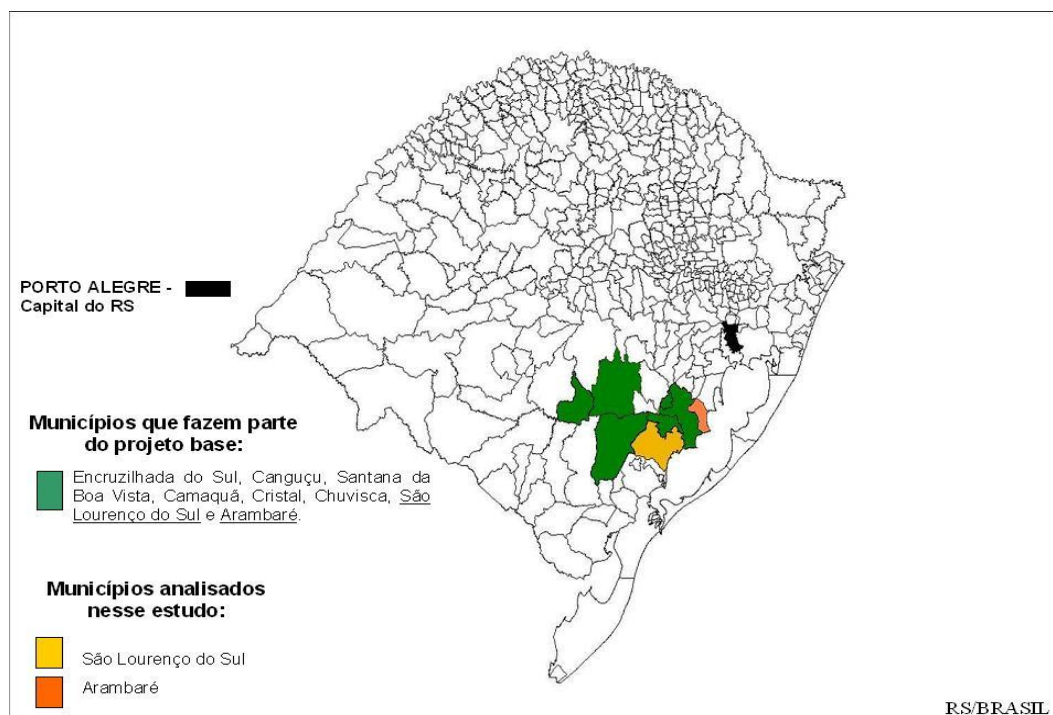 PORTO ALEGRE -
Capital do RS
Municípios que fazem parte
do projeto base:
Encruzilhada do Sul, Canguçu, Santana da
Boa Vista, Camaquã, Cristal, Chuvisca, São
Lourenço do Sul e Arambaré.
Municípios analisados
nesse estudo:
São Lourenço do Sul
Arambaré
RS/BRASIL